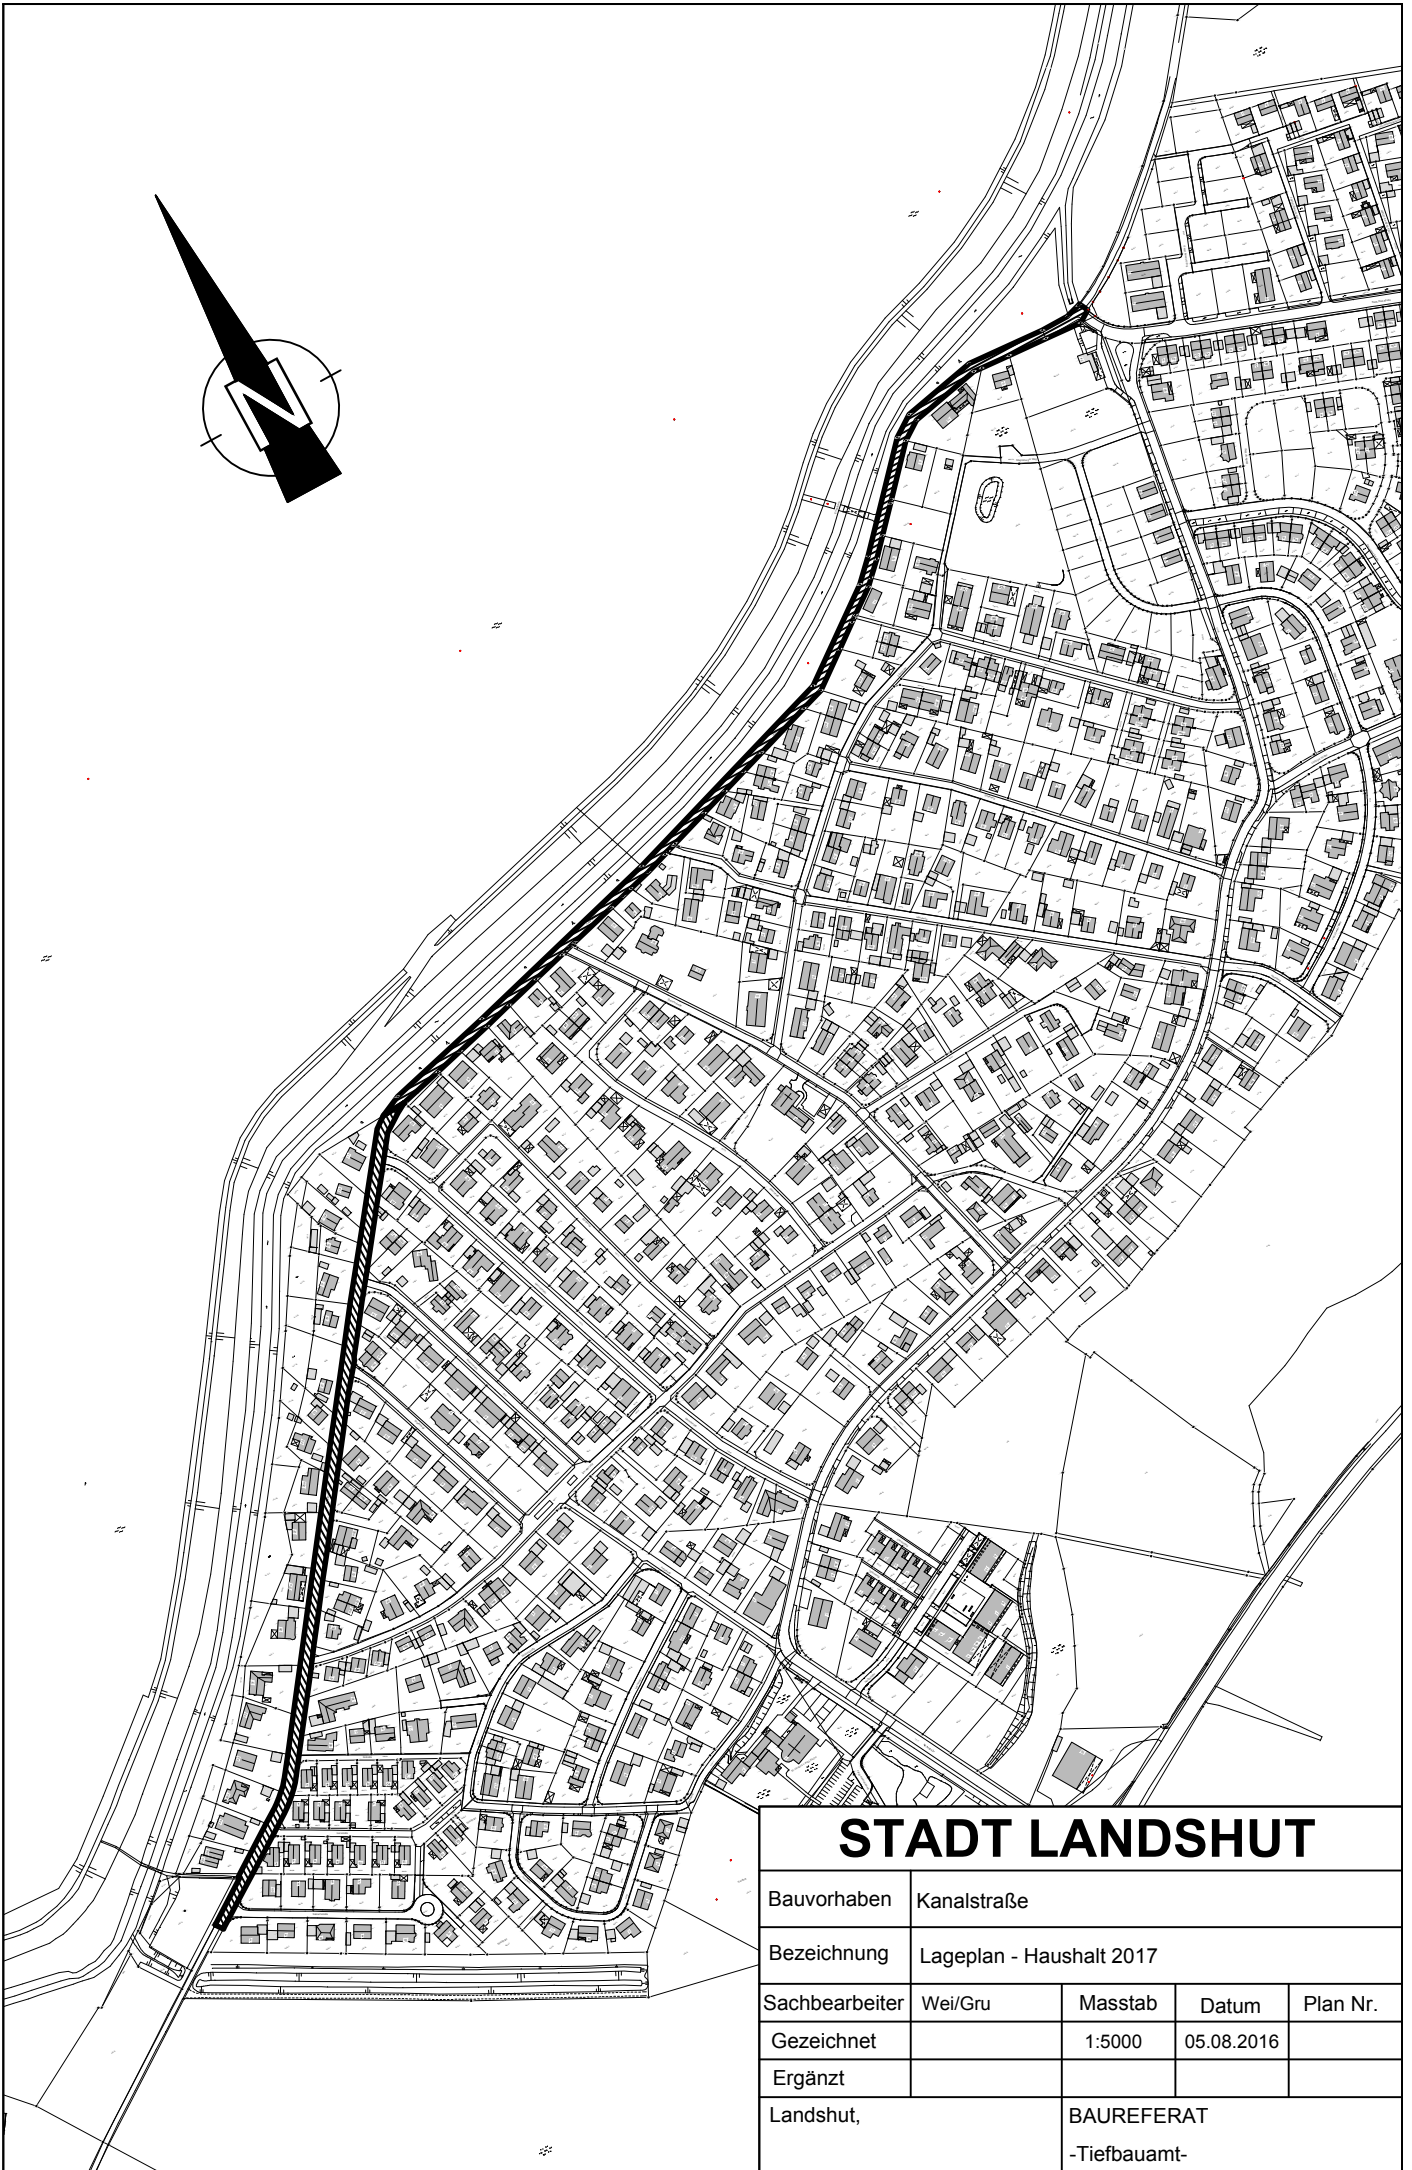 N
STADT LANDSHUT
Bauvorhaben Kanalstraße
Bezeichnung Lageplan - Haushalt 2017
Sachbearbeiter Wei/Gru Masstab Datum Plan Nr.
Gezeichnet 1:5000 05.08.2016
Ergänzt
Landshut, BAUREFERAT
-Tiefbauamt-